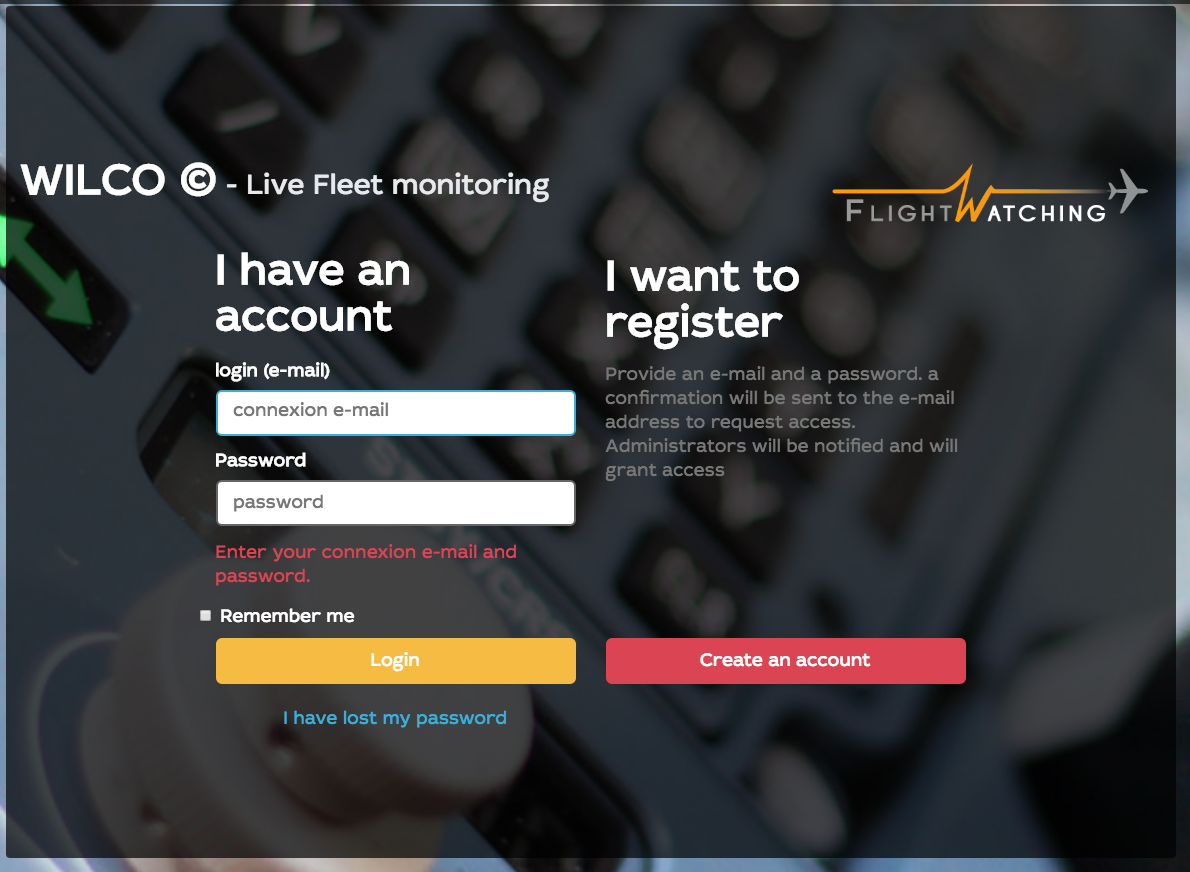 WILCO © - Live Fleet monitoring
FLIGHTWATCHING
I have an
account
login (e-mail)
connexion e-mail
Password
password
Enter your connexion e-mail and
password.
Remember me
Login
I have lost my password
I want to
register
Provide an e-mail and a password. a
confirmation will be sent to the e-mail
address to request access.
Administrators will be notified and will
grant access
Create an account